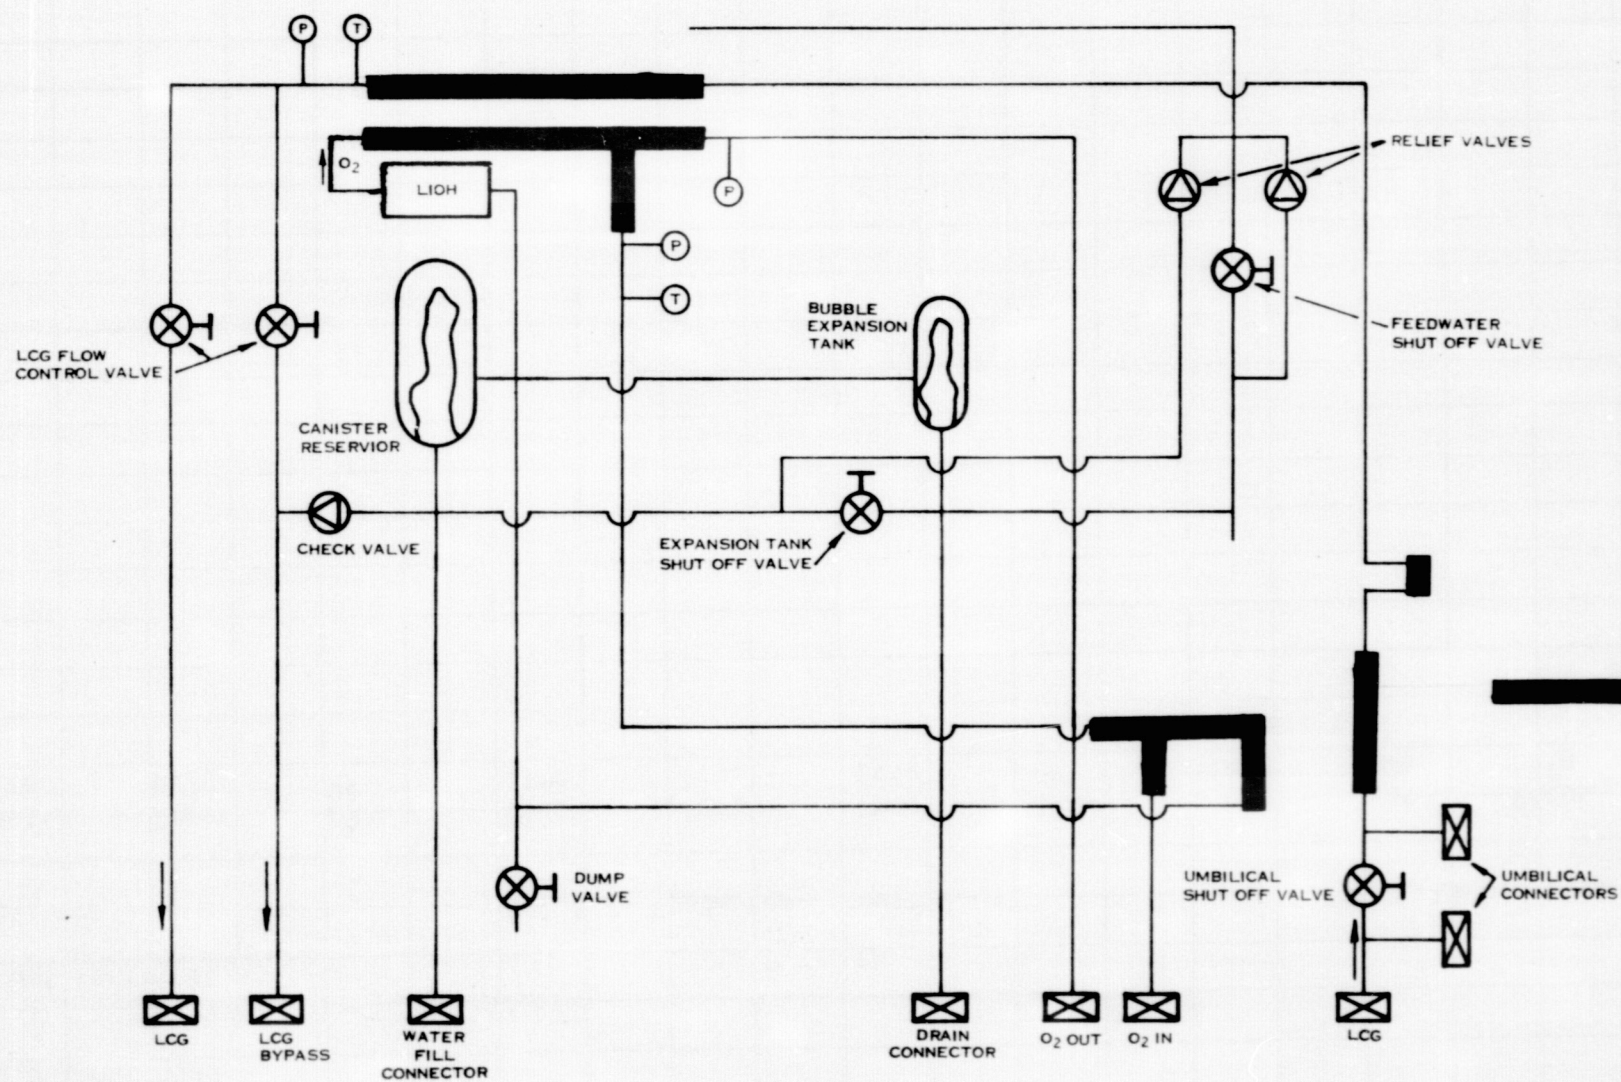 P
T
RELIEF VALVES
O2
LIOH
P
P
T
BUBBLE
EXPANSION
TANK
FEEDWATER
SHUT OFF VALVE
LCG FLOW
CONTROL VALVE
CANISTER
RESERVIOR
CHECK VALVE
EXPANSION TANK
SHUT OFF VALVE
DUMP
VALVE
UMBILICAL
SHUT OFF VALVE
UMBILICAL
CONNECTORS
LCG
LCG
BYPASS
WATER
FILL
CONNECTOR
DRAIN
CONNECTOR
O2 OUT
O2 IN
LCG